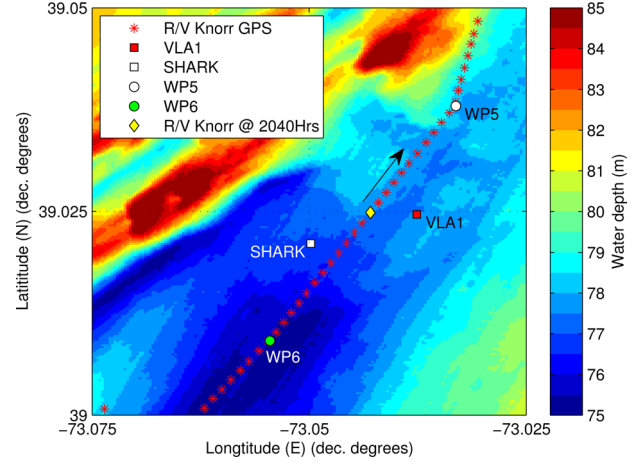 39.05
R/V Knorr GPS
VLA1
SHARK
WP5
WP6
R/V Knorr @ 2040Hrs
WP5
39.025
VLA1
SHARK
WP6
39
−73.075
−73.05
−73.025
Longtitude (E) (dec. degrees)
Latititude (N) (dec. degrees)
85
84
83
82
81
80
79
78
77
76
75
Water depth (m)